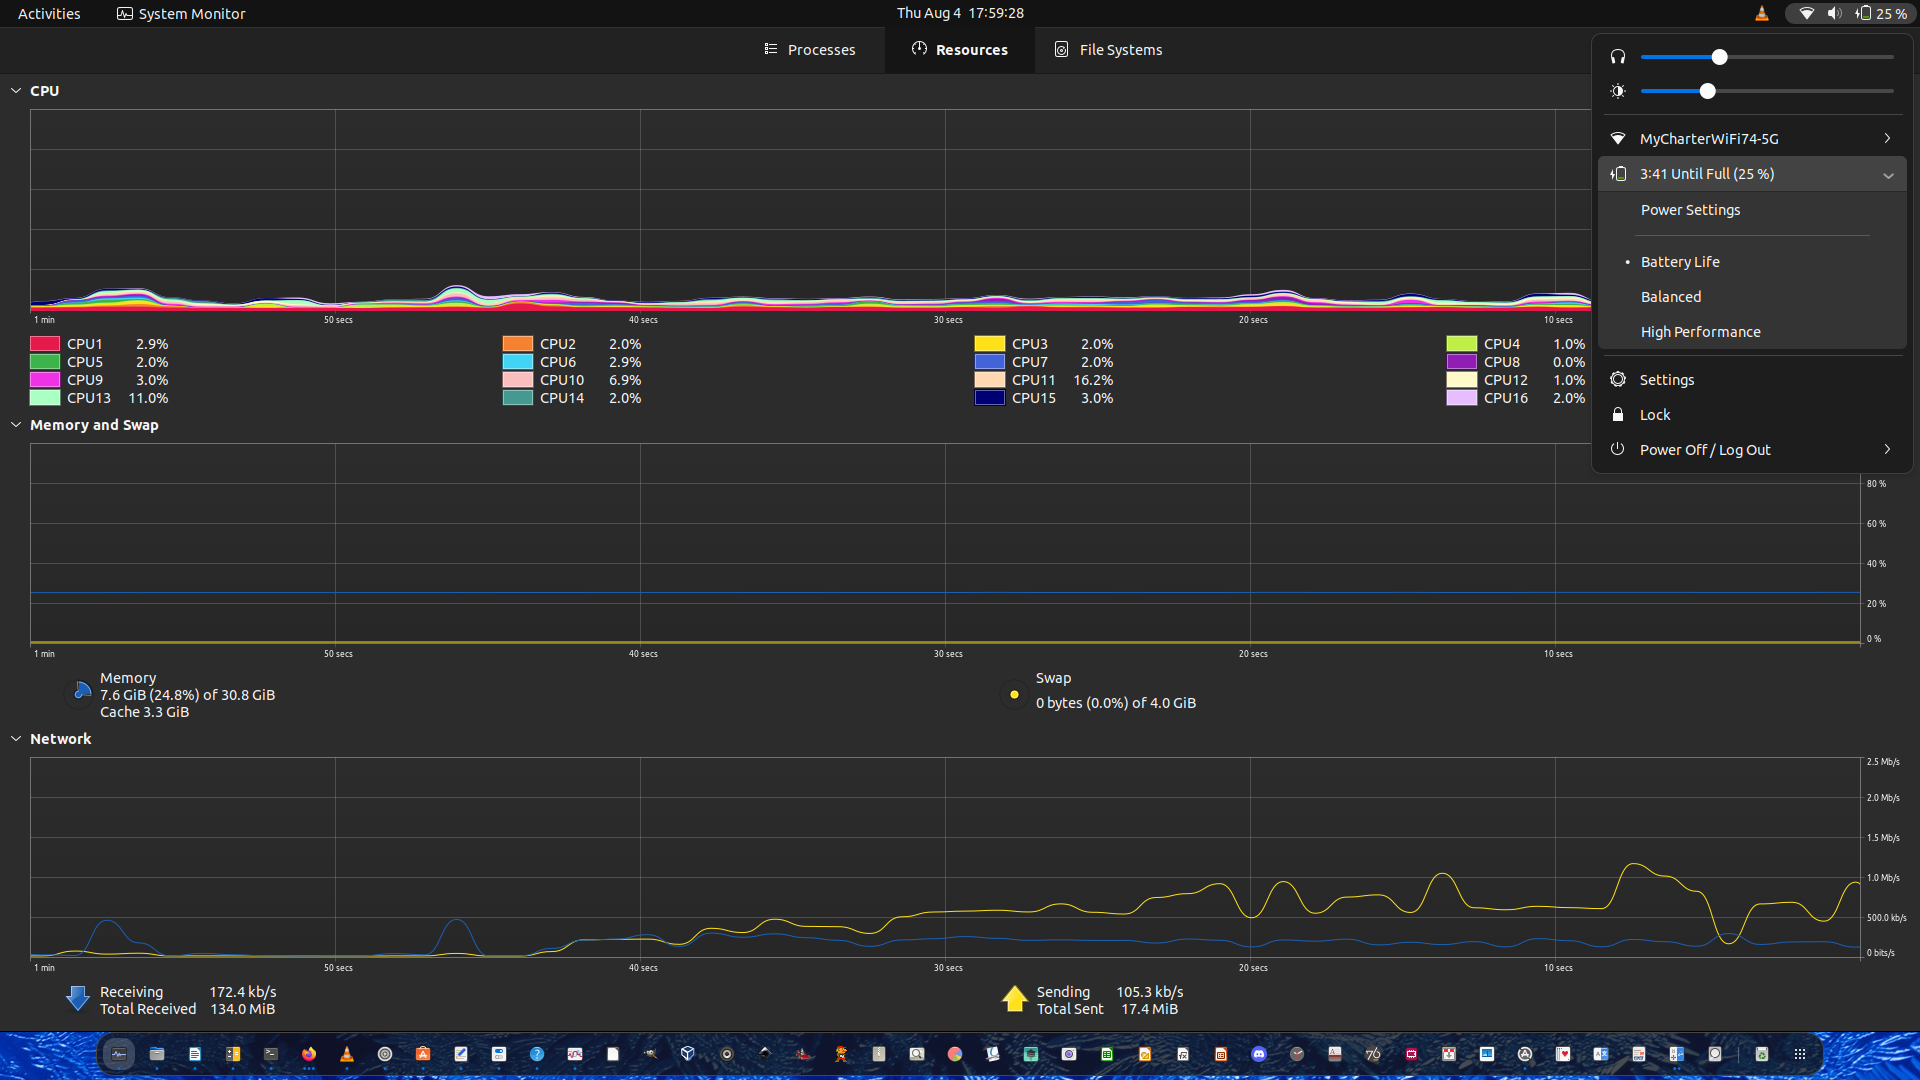 Activities
System Monitor
Thu Aug 4 17:59:28
25 %
Processes
Resources
File Systems
CPU
1 min
50 secs
40 secs
30 secs
20 secs
10 secs
CPU1 2.9%
CPU2 2.0%
CPU3 2.0%
CPU4 1.0%
CPU5 2.0%
CPU6 2.9%
CPU7 2.0%
CPU8 0.0%
CPU9 3.0%
CPU10 6.9%
CPU11 16.2%
CPU12 1.0%
CPU13 11.0%
CPU14 2.0%
CPU15 3.0%
CPU16 2.0%
MyCharterWiFi74-5G
3:41 Until Full (25 %)
Power Settings
Battery Life
Balanced
High Performance
Settings
Lock
Power Off / Log Out
Memory and Swap
80 %
60 %
40 %
20 %
0 %
1 min
50 secs
40 secs
30 secs
20 secs
10 secs
Memory
7.6 GiB (24.8%) of 30.8 GiB
Cache 3.3 GiB
Swap
0 bytes (0.0%) of 4.0 GiB
Network
2.5 Mb/s
2.0 Mb/s
1.5 Mb/s
1.0 Mb/s
500.0 kb/s
0 bits/s
1 min
50 secs
40 secs
30 secs
20 secs
10 secs
Receiving 172.4 kb/s
Total Received 134.0 MiB
Sending 105.3 kb/s
Total Sent 17.4 MiB